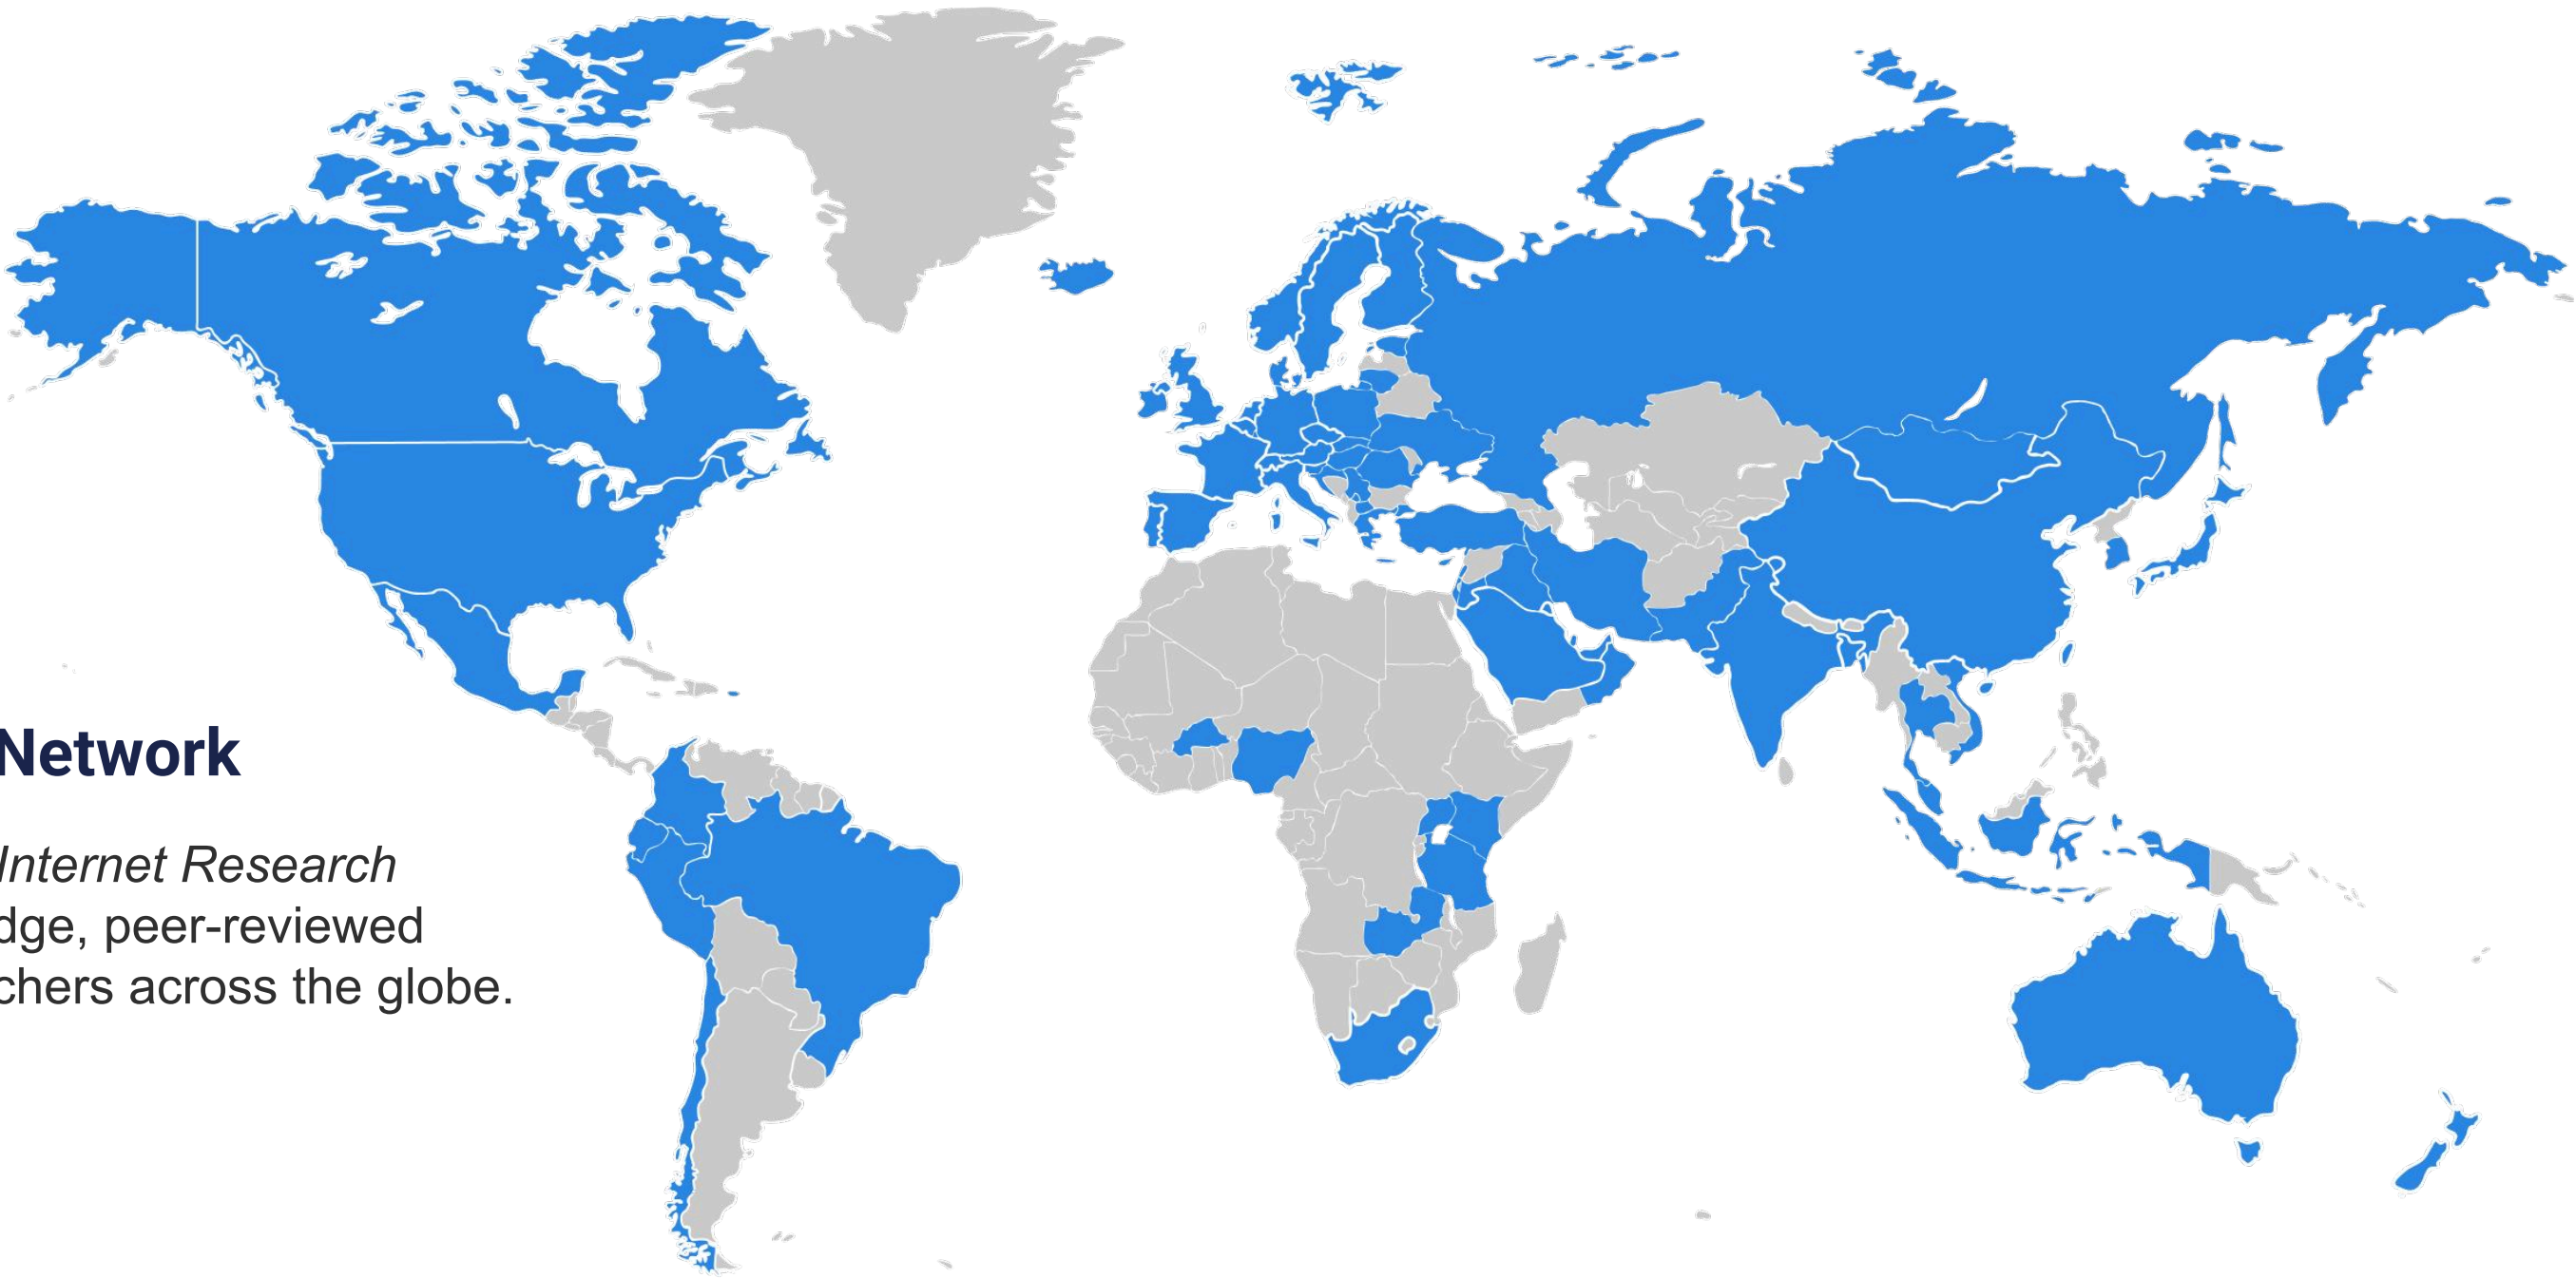 Network
Internet Research
dge, peer-reviewed
chers across the globe.